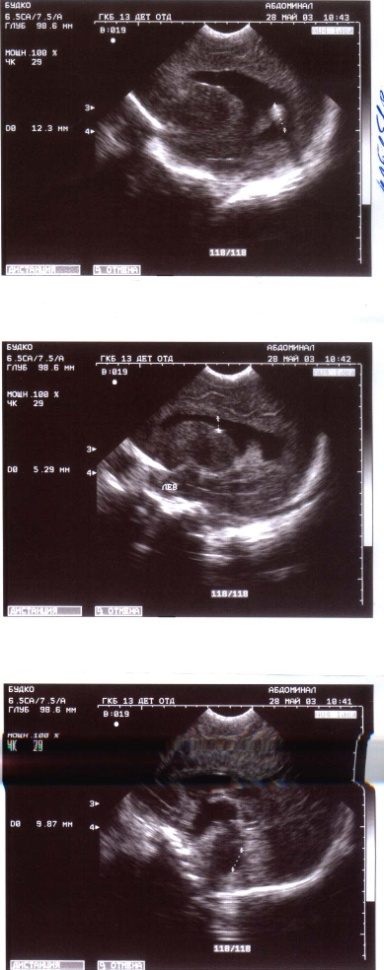 БУДКО
АБДОМИНАЛ
6.5CA/7.5/A
ГКБ 13 ДЕТ ОТД
28 МАЙ 03 10:43
ГЛУБ 98.6 мм
B:019
МОЩН.100 %
ЧК 29
3
D0 12.3 мм
4
118/118
ДИСТАНЦИЯ
ОТМЕНА
БУДКО
АБДОМИНАЛ
6.5CA/7.5/A
ГКБ 13 ДЕТ ОТД
28 МАЙ 03 10:42
ГЛУБ 98.6 мм
B:019
МОЩН.100 %
ЧК 29
3
D0 5.29 мм
4
ЛЕВ
118/118
ДИСТАНЦИЯ
ОТМЕНА
БУДКО
АБДОМИНАЛ
6.5CA/7.5/A
ГКБ 13 ДЕТ ОТД
28 МАЙ 03 10:41
ГЛУБ 98.6 мм
B:019
МОЩН.100 %
ЧК 29
3
D0 9.87 мм
4
118/118
ДИСТАНЦИЯ
ОТМЕНА